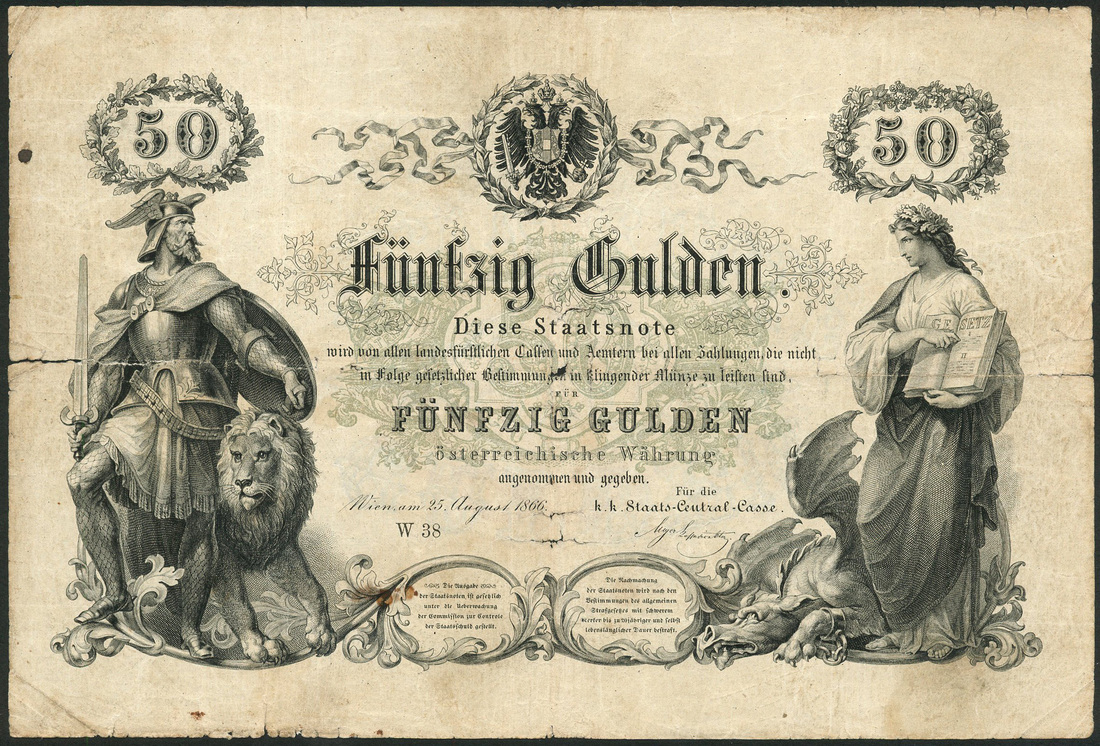 50
50
Fünfzig Gulden.
Diese Staatsnote
wird von allen landesfürstlichen Cassen und Aemtern bei allen Zahlungen, die nicht
in Folge gesetzlicher Bestimmungen in klingender Münze zu leisten sind,
FÜR
FÜNFZIG GULDEN
österreichische Währung
angenommen und gegeben.
Wien, am 25. August 1866.
Für die
k. k. Staats-Central-Casse.
W 38
GESETZ
II
Die Ausgabe
der Staatsnoten ist gesetzlich
unter die Ueberwachung
der Commission zur Controle
der Staatsschuld gestellt.
Die Nachmachung
der Staatsnoten wird nach den
Bestimmungen des allgemeinen
Strafgesetzes mit schwerem
Kerker bis zu 20jähriger und selbst
lebenslänglicher Dauer bestraft.